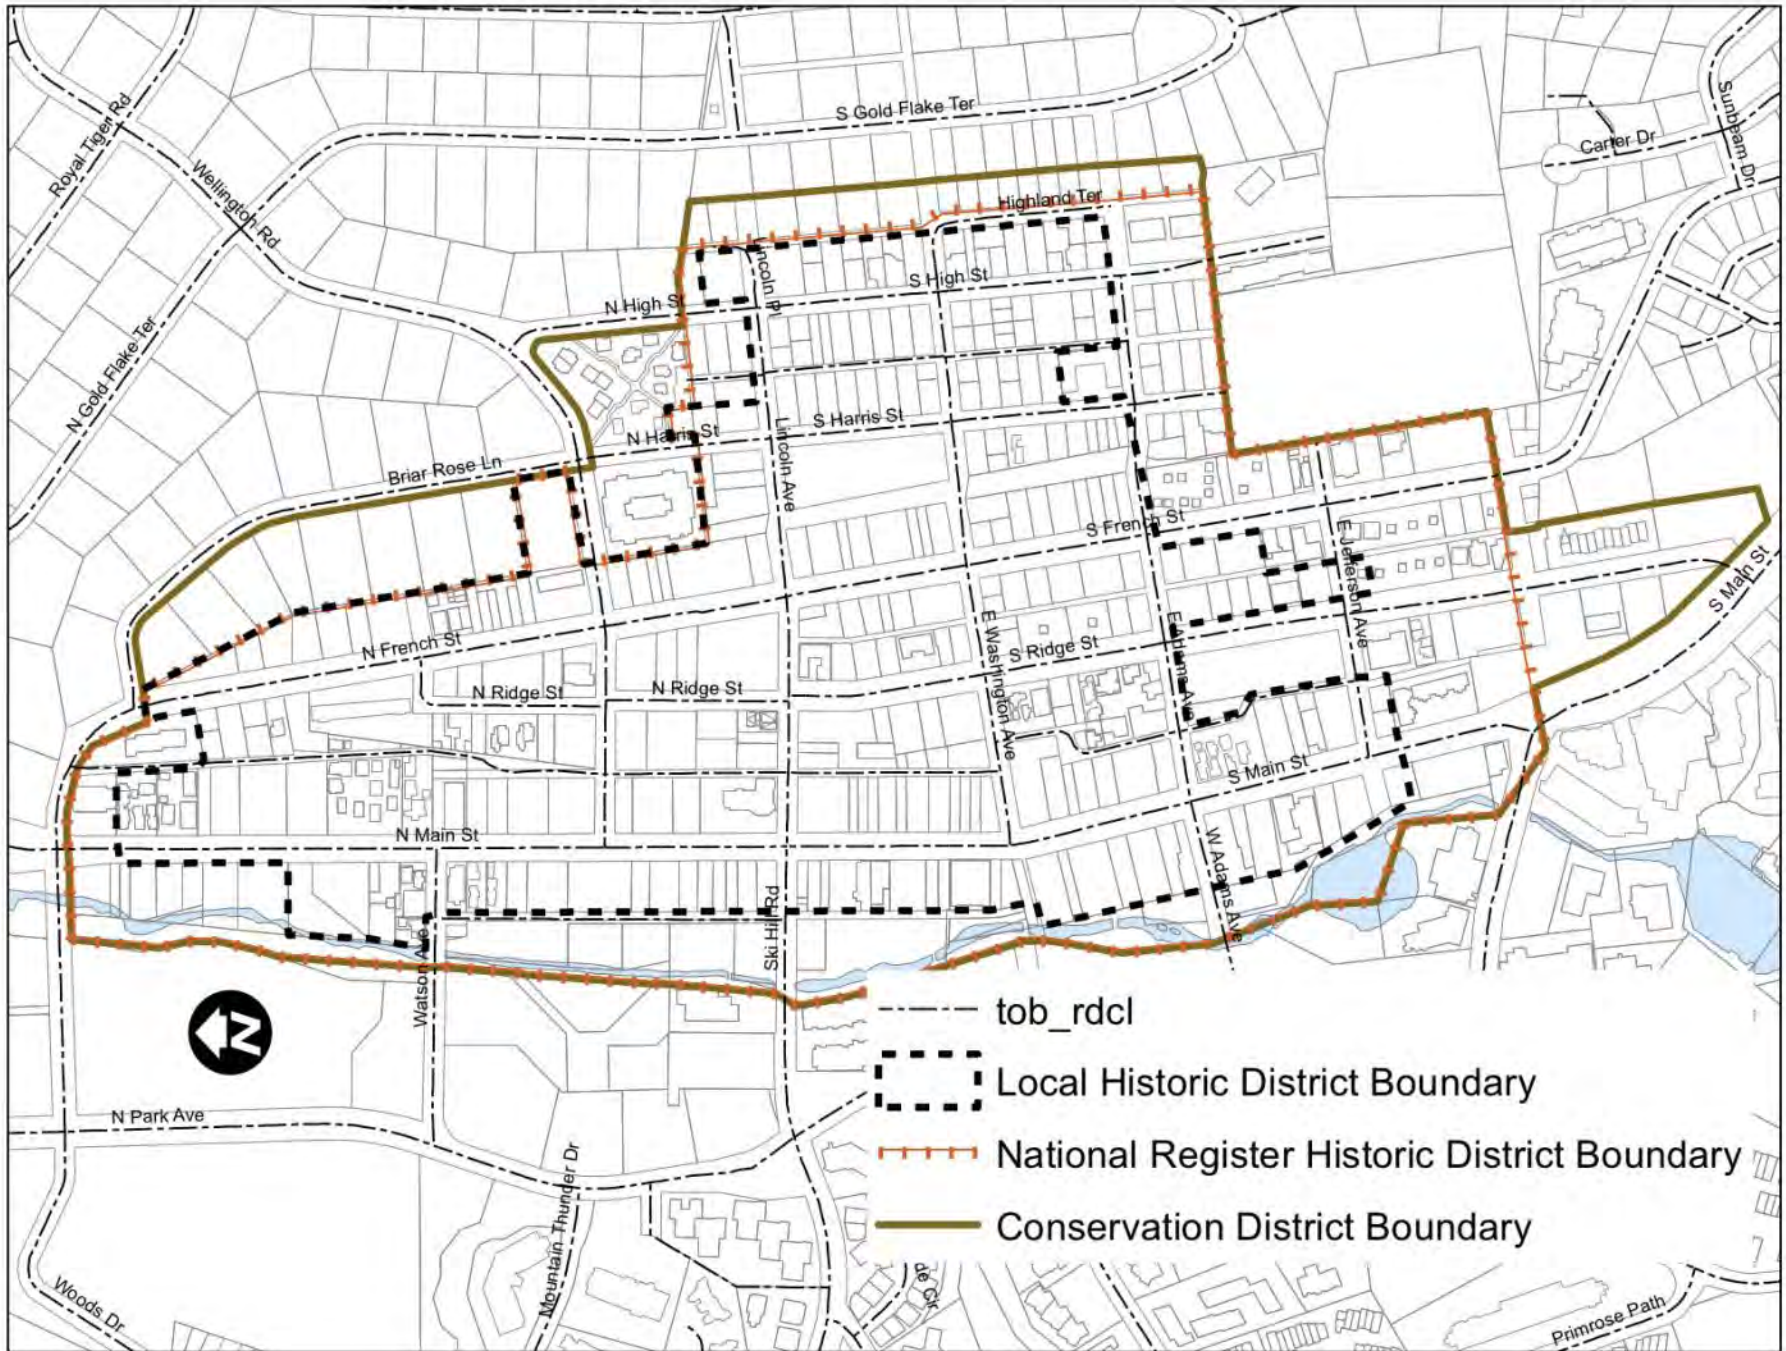 S Gold Flake Ter
Royal Tiger Rd
Wellington Rd
Sunbeam Dr
Carter Dr
Highland Ter
Lincoln Pl
S High St
N High St
N Gold Flake Ter
S Harris St
N Harris St
Lincoln Ave
Briar Rose Ln
S French St
E Jefferson Ave
S Main St
N French St
E Washington Ave
S Ridge St
E Adams Ave
N Ridge St
N Ridge St
S Main St
N Main St
W Adams Ave
Ski Hill Rd
Watson Ave
N
N Park Ave
Mountain Thunder Dr
Woods Dr
de Cir
Primrose Path
tob_rdcl
Local Historic District Boundary
National Register Historic District Boundary
Conservation District Boundary